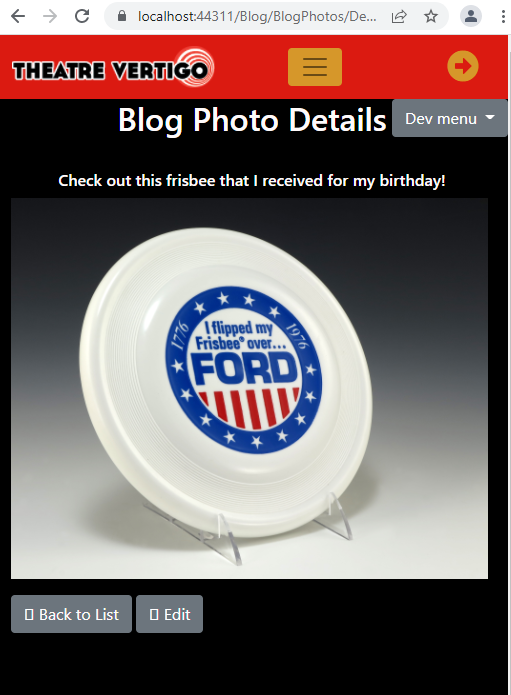 localhost:44311/Blog/BlogPhotos/De...
THEATRE VERTIGO
Blog Photo Details
Dev menu
Check out this frisbee that I received for my birthday!
1776
1976
I flipped my
Frisbee® over...
FORD
Back to List
Edit